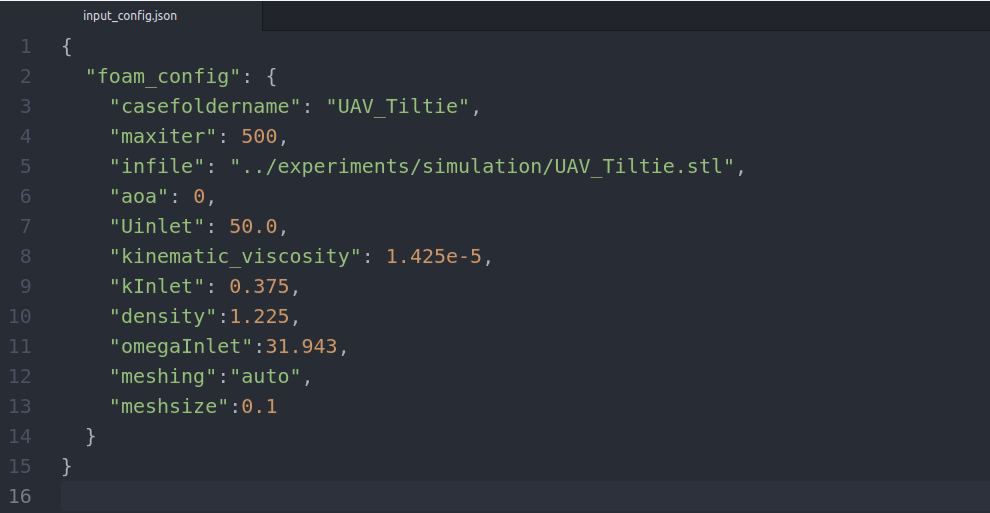 input_config.json
1 {
2   "foam_config": {
3     "casefoldername": "UAV_Tiltie",
4     "maxiter": 500,
5     "infile": "../experiments/simulation/UAV_Tiltie.stl",
6     "aoa": 0,
7     "Uinlet": 50.0,
8     "kinematic_viscosity": 1.425e-5,
9     "kInlet": 0.375,
10     "density":1.225,
11     "omegaInlet":31.943,
12     "meshing":"auto",
13     "meshsize":0.1
14   }
15 }
16